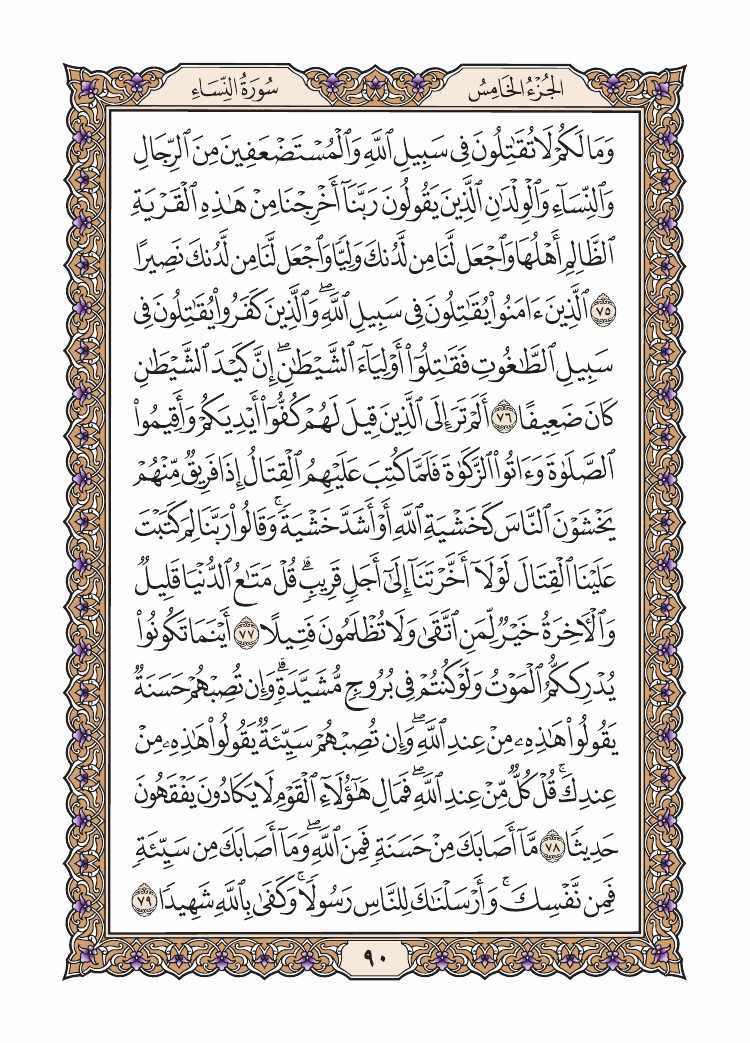 الجُزْءُ الخَامِسُ
سُورَةُ النِّسَاءِ
وَمَا لَكُمْ لَا تُقَٰتِلُونَ فِى سَبِيلِ ٱللَّهِ وَٱلْمُسْتَضْعَفِينَ مِنَ ٱلرِّجَالِ
وَٱلنِّسَآءِ وَٱلْوِلْدَٰنِ ٱلَّذِينَ يَقُولُونَ رَبَّنَآ أَخْرِجْنَا مِنْ هَٰذِهِ ٱلْقَرْيَةِ
ٱلظَّالِمِ أَهْلُهَا وَٱجْعَل لَّنَا مِن لَّدُنكَ وَلِيًّا وَٱجْعَل لَّنَا مِن لَّدُنكَ نَصِيرًا
٧٥ ٱلَّذِينَ ءَامَنُوا۟ يُقَٰتِلُونَ فِى سَبِيلِ ٱللَّهِ ۖ وَٱلَّذِينَ كَفَرُوا۟ يُقَٰتِلُونَ فِى
سَبِيلِ ٱلطَّٰغُوتِ فَقَٰتِلُوٓا۟ أَوْلِيَآءَ ٱلشَّيْطَٰنِ ۖ إِنَّ كَيْدَ ٱلشَّيْطَٰنِ
كَانَ ضَعِيفًا ٧٦ أَلَمْ تَرَ إِلَى ٱلَّذِينَ قِيلَ لَهُمْ كُفُّوٓا۟ أَيْدِيَكُمْ وَأَقِيمُوا۟
ٱلصَّلَوٰةَ وَءَاتُوا۟ ٱلزَّكَوٰةَ فَلَمَّا كُتِبَ عَلَيْهِمُ ٱلْقِتَالُ إِذَا فَرِيقٌ مِّنْهُمْ
يَخْشَوْنَ ٱلنَّاسَ كَخَشْيَةِ ٱللَّهِ أَوْ أَشَدَّ خَشْيَةً ۚ وَقَالُوا۟ رَبَّنَا لِمَ كَتَبْتَ
عَلَيْنَا ٱلْقِتَالَ لَوْلَآ أَخَّرْتَنَآ إِلَىٰٓ أَجَلٍ قَرِيبٍ ۗ قُلْ مَتَٰعُ ٱلدُّنْيَا قَلِيلٌ
وَٱلْأَخِرَةُ خَيْرٌ لِّمَنِ ٱتَّقَىٰ وَلَا تُظْلَمُونَ فَتِيلًا ٧٧ أَيْنَمَا تَكُونُوا۟
يُدْرِككُّمُ ٱلْمَوْتُ وَلَوْ كُنتُمْ فِى بُرُوجٍ مُّشَيَّدَةٍ ۗ وَإِن تُصِبْهُمْ حَسَنَةٌ
يَقُولُوا۟ هَٰذِهِۦ مِنْ عِندِ ٱللَّهِ ۖ وَإِن تُصِبْهُمْ سَيِّئَةٌ يَقُولُوا۟ هَٰذِهِۦ مِنْ
عِندِكَ ۚ قُلْ كُلٌّ مِّنْ عِندِ ٱللَّهِ ۖ فَمَالِ هَٰٓؤُلَآءِ ٱلْقَوْمِ لَا يَكَادُونَ يَفْقَهُونَ
حَدِيثًا ٧٨ مَّآ أَصَابَكَ مِنْ حَسَنَةٍ فَمِنَ ٱللَّهِ ۖ وَمَآ أَصَابَكَ مِن سَيِّئَةٍ
فَمِن نَّفْسِكَ ۚ وَأَرْسَلْنَٰكَ لِلنَّاسِ رَسُولًا ۚ وَكَفَىٰ بِٱللَّهِ شَهِيدًا ٧٩
٩٠